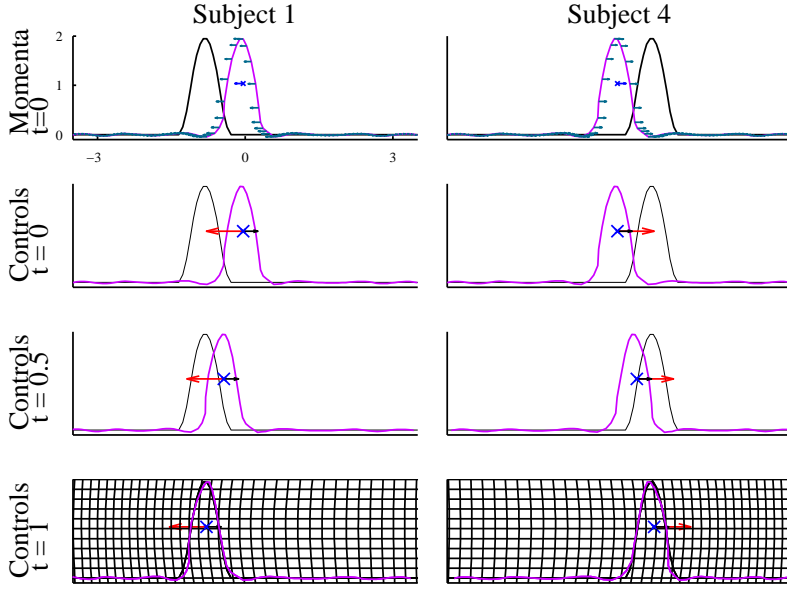 Subject 1
Subject 4
Momenta
t=0
2
1
0
−3
0
3
Controls
t = 0
Controls
t = 0.5
Controls
t = 1